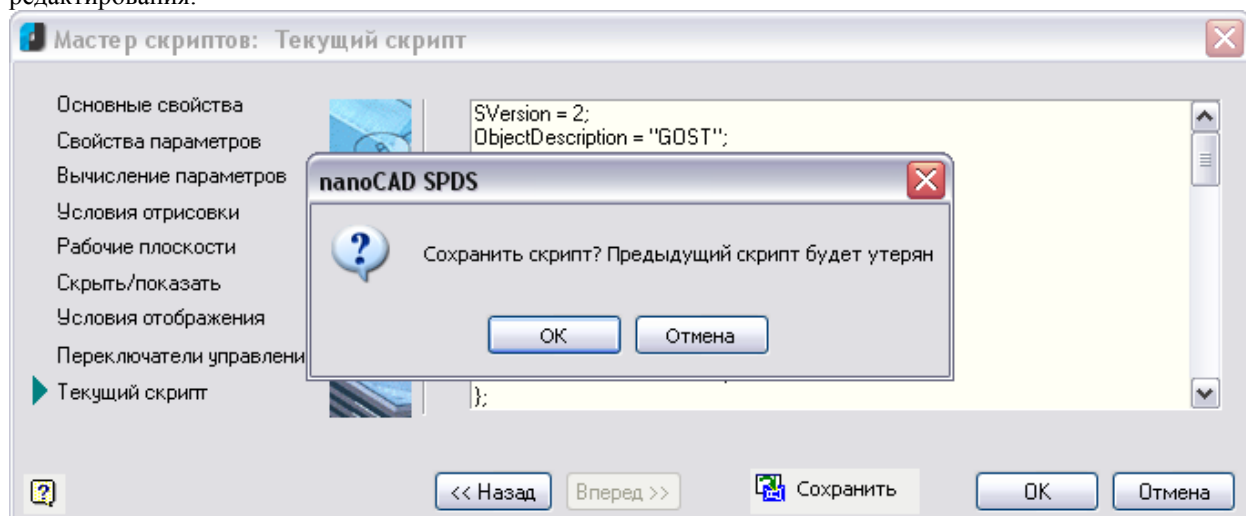 редактирования.
Мастер скриптов: Текущий скрипт
Основные свойства
Свойства параметров
Вычисление параметров
Условия отрисовки
Рабочие плоскости
Скрыть/показать
Условия отображения
Переключатели управлени
Текущий скрипт
SVersion = 2;
ObjectDescription = "GOST";
nanoCAD SPDS
Сохранить скрипт? Предыдущий скрипт будет утерян
ОК
Отмена
};
<< Назад
Вперед >>
Сохранить
ОК
Отмена